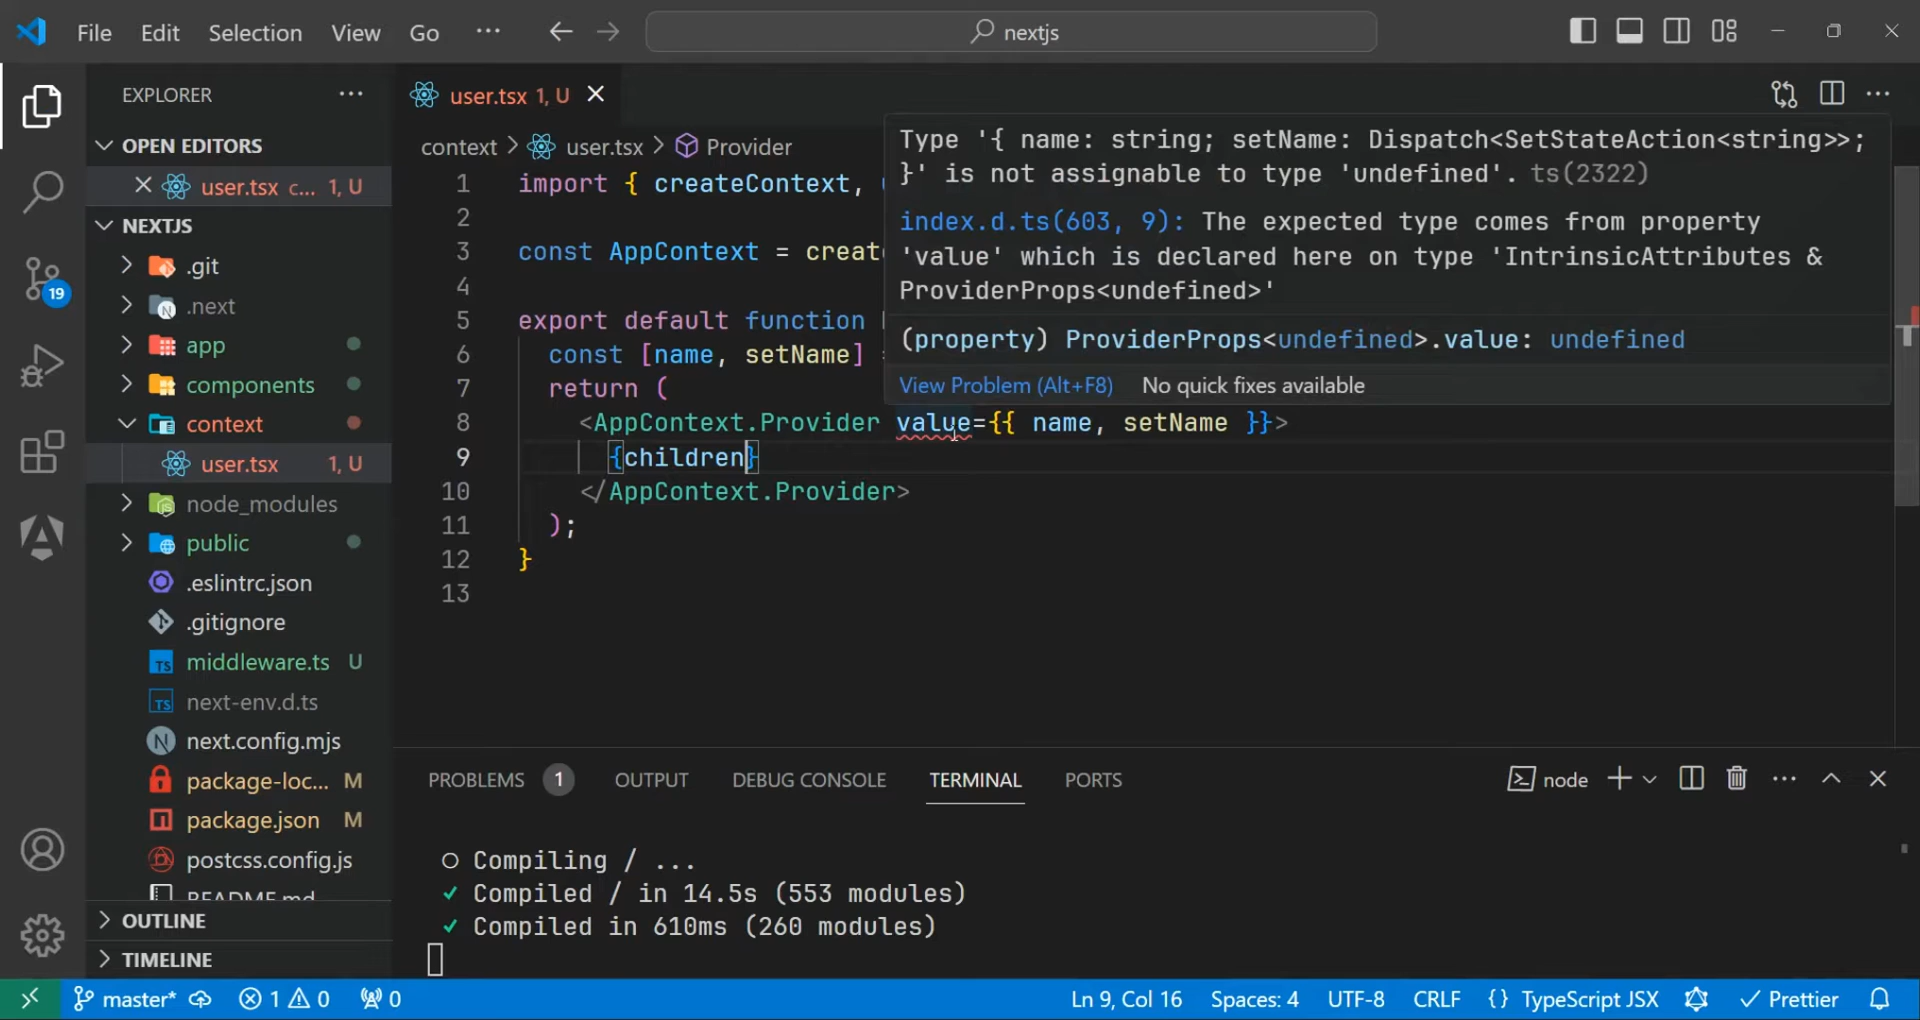 File Edit Selection View Go ... nextjs
EXPLORER ...
OPEN EDITORS
user.tsx c... 1, U
NEXTJS
.git
.next
app
components
context
user.tsx 1, U
node_modules
public
.eslintrc.json
.gitignore
middleware.ts U
next-env.d.ts
next.config.mjs
package-loc... M
package.json M
postcss.config.js
README.md
OUTLINE
TIMELINE
19
user.tsx 1, U
context > user.tsx > Provider
1 import { createContext,
2
3 const AppContext = create
4
5 export default function
6 const [name, setName]
7 return (
8 <AppContext.Provider value={{ name, setName }}>
9 {children}
10 </AppContext.Provider>
11 );
12 }
13
Type '{ name: string; setName: Dispatch<SetStateAction<string>>;
}' is not assignable to type 'undefined'. ts(2322)
index.d.ts(603, 9): The expected type comes from property
'value' which is declared here on type 'IntrinsicAttributes &
ProviderProps<undefined>'
(property) ProviderProps<undefined>.value: undefined
View Problem (Alt+F8) No quick fixes available
PROBLEMS 1 OUTPUT DEBUG CONSOLE TERMINAL PORTS node
Compiling / ...
✓ Compiled / in 14.5s (553 modules)
✓ Compiled in 610ms (260 modules)
master* 1 0 0 Ln 9, Col 16 Spaces: 4 UTF-8 CRLF {} TypeScript JSX Prettier